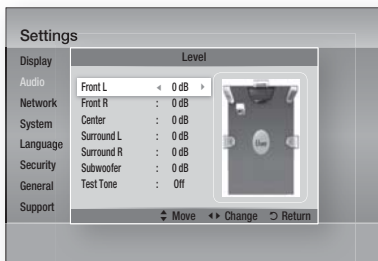 Settings
Display
Audio
Network
System
Language
Security
General
Support
Level
Front L ◂ 0 dB ▸
Front R : 0 dB
Center : 0 dB
Surround L : 0 dB
Surround R : 0 dB
Subwoofer : 0 dB
Test Tone : Off
Move Change Return